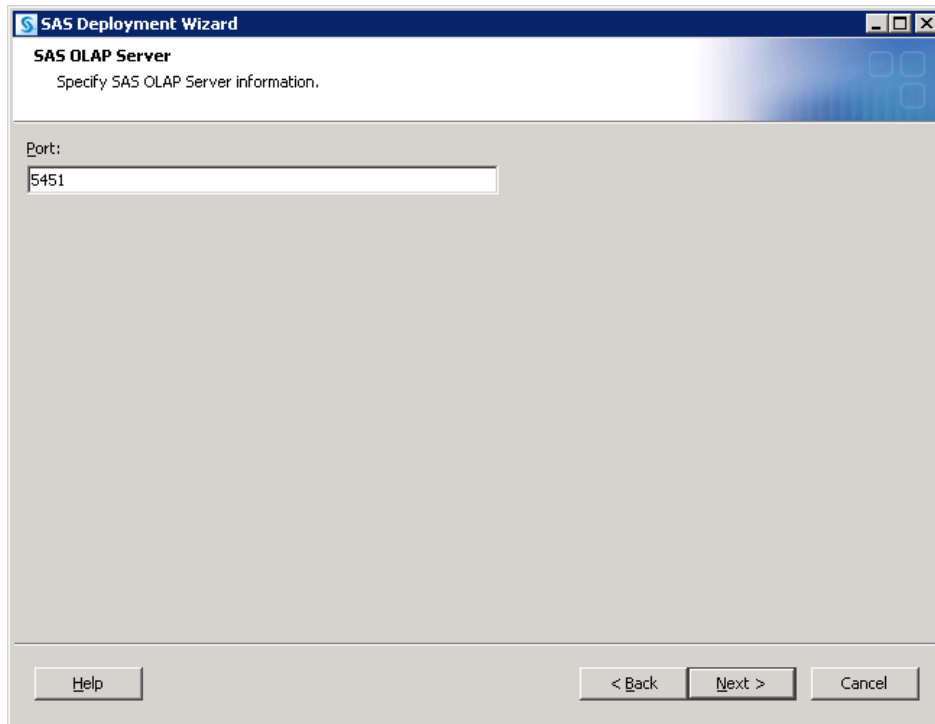 SAS Deployment Wizard
SAS OLAP Server
Specify SAS OLAP Server information.
Port:
5451
Help
< Back
Next >
Cancel